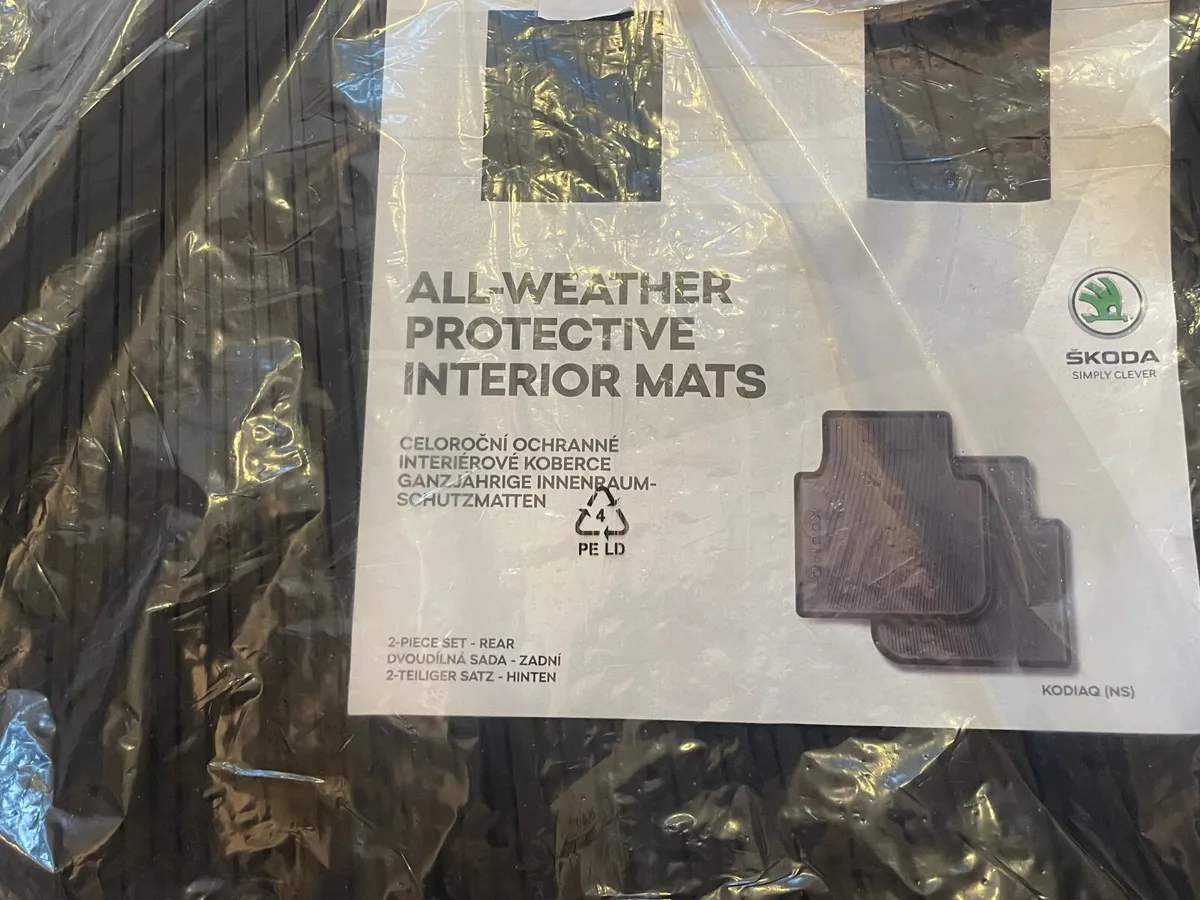 ALL-WEATHER
PROTECTIVE
INTERIOR MATS
ŠKODA
SIMPLY CLEVER
CELOROČNÍ OCHRANNÉ
INTERIÉROVÉ KOBERCE
GANZJÄHRIGE INNENRAUM-
SCHUTZMATTEN
4
PE LD
KODIAQ
2-PIECE SET - REAR
DVOUDÍLNÁ SADA - ZADNÍ
2-TEILIGER SATZ - HINTEN
KODIAQ (NS)